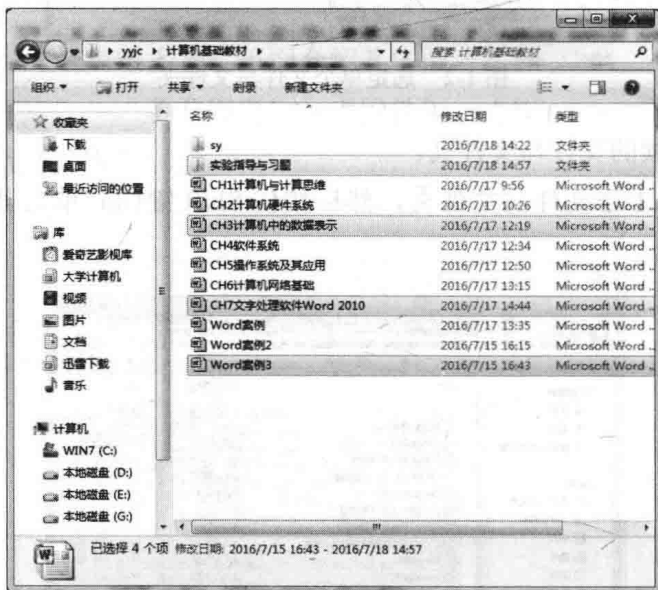 yyjc ▸ 计算机基础教材 ▸
搜索 计算机基础教材
组织 打开 共享 刻录 新建文件夹
收藏夹
下载
桌面
最近访问的位置
库
爱奇艺影视库
大学计算机
视频
图片
文档
迅雷下载
音乐
计算机
WIN7 (C:)
本地磁盘 (D:)
本地磁盘 (E:)
本地磁盘 (G:)
名称 修改日期 类型
sy 2016/7/18 14:22 文件夹
实验指导与习题 2016/7/18 14:57 文件夹
CH1计算机与计算思维 2016/7/17 9:56 Microsoft Word ..
CH2计算机硬件系统 2016/7/17 10:26 Microsoft Word ..
CH3计算机中的数据表示 2016/7/17 12:19 Microsoft Word ..
CH4软件系统 2016/7/17 12:34 Microsoft Word ..
CH5操作系统及其应用 2016/7/17 12:50 Microsoft Word ..
CH6计算机网络基础 2016/7/17 13:15 Microsoft Word ..
CH7文字处理软件Word 2010 2016/7/17 14:44 Microsoft Word ..
Word案例 2016/7/17 13:35 Microsoft Word ..
Word案例2 2016/7/15 16:15 Microsoft Word ..
Word案例3 2016/7/15 16:43 Microsoft Word ..
已选择 4 个项 修改日期: 2016/7/15 16:43 - 2016/7/18 14:57